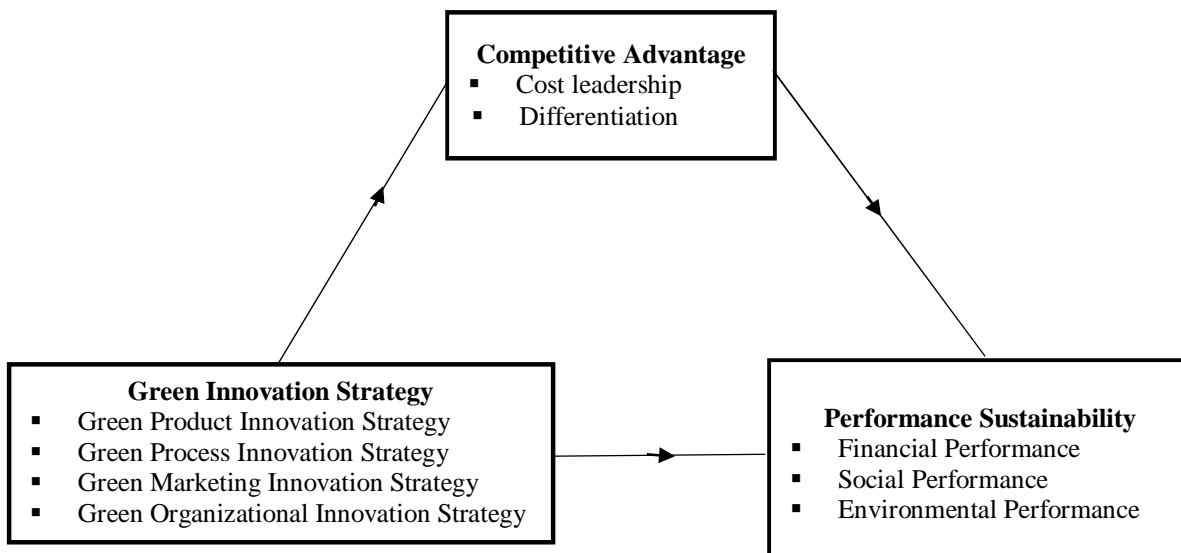 Competitive Advantage
▪ Cost leadership
▪ Differentiation
Green Innovation Strategy
▪ Green Product Innovation Strategy
▪ Green Process Innovation Strategy
▪ Green Marketing Innovation Strategy
▪ Green Organizational Innovation Strategy
Performance Sustainability
▪ Financial Performance
▪ Social Performance
▪ Environmental Performance